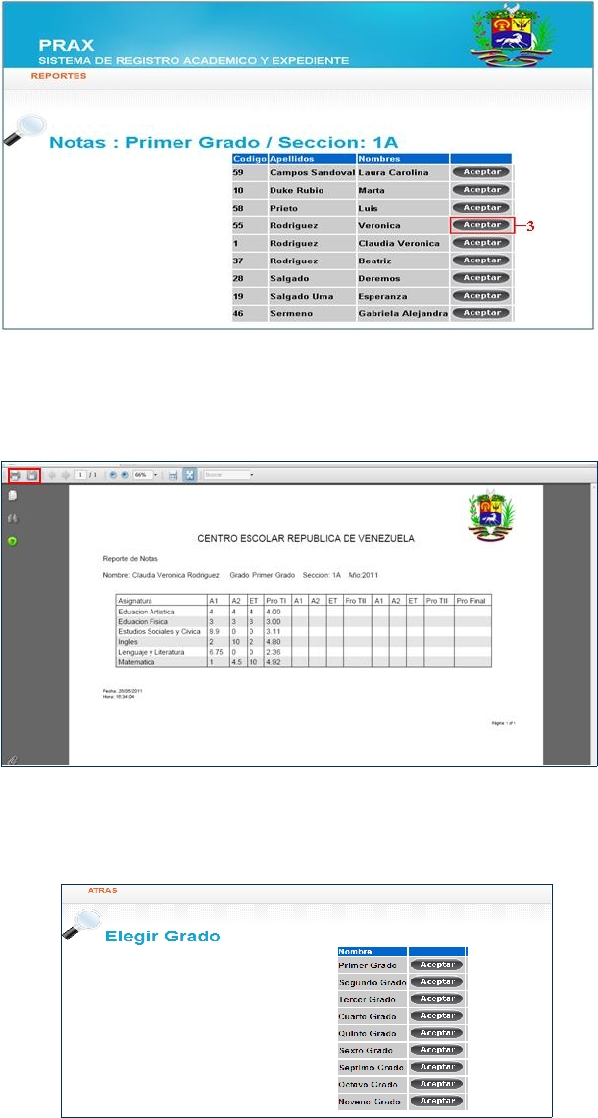 PRAX
SISTEMA DE REGISTRO ACADEMICO Y EXPEDIENTE
REPORTES
Notas : Primer Grado / Seccion: 1A
Codigo Apellidos Nombres
59 Campos Sandoval Laura Carolina Aceptar
10 Duke Rubio Marta Aceptar
58 Prieto Luis Aceptar
55 Rodriguez Veronica Aceptar 3
1 Rodriguez Claudia Veronica Aceptar
37 Rodriguez Beatriz Aceptar
28 Salgado Deremos Aceptar
19 Salgado Uma Esperanza Aceptar
46 Sermeno Gabriela Alejandra Aceptar
1 / 1 66% Buscar
CENTRO ESCOLAR REPUBLICA DE VENEZUELA
Reporte de Notas
Nombre: Claudia Veronica Rodriguez Grado Primer Grado Seccion: 1A Año:2011
Asignatura A1 A2 ET Pro TI A1 A2 ET Pro TII A1 A2 ET Pro TIII Pro Final
Eduacion Artistica 4 4 4 4.00
Eduacion Fisica 3 3 3 3.00
Estudios Sociales y Civica 8.9 0 0 3.11
Ingles 2 10 2 4.80
Lenguaje y Literatura 6.75 0 0 2.36
Matematica 1 4.5 10 4.92
Fecha: 26/05/2011
Hora: 16:34:04
Página 1 of 1
ATRAS
Elegir Grado
Nombre
Primer Grado Aceptar
Segundo Grado Aceptar
Tercer Grado Aceptar
Cuarto Grado Aceptar
Quinto Grado Aceptar
Sexto Grado Aceptar
Septimo Grado Aceptar
Octavo Grado Aceptar
Noveno Grado Aceptar